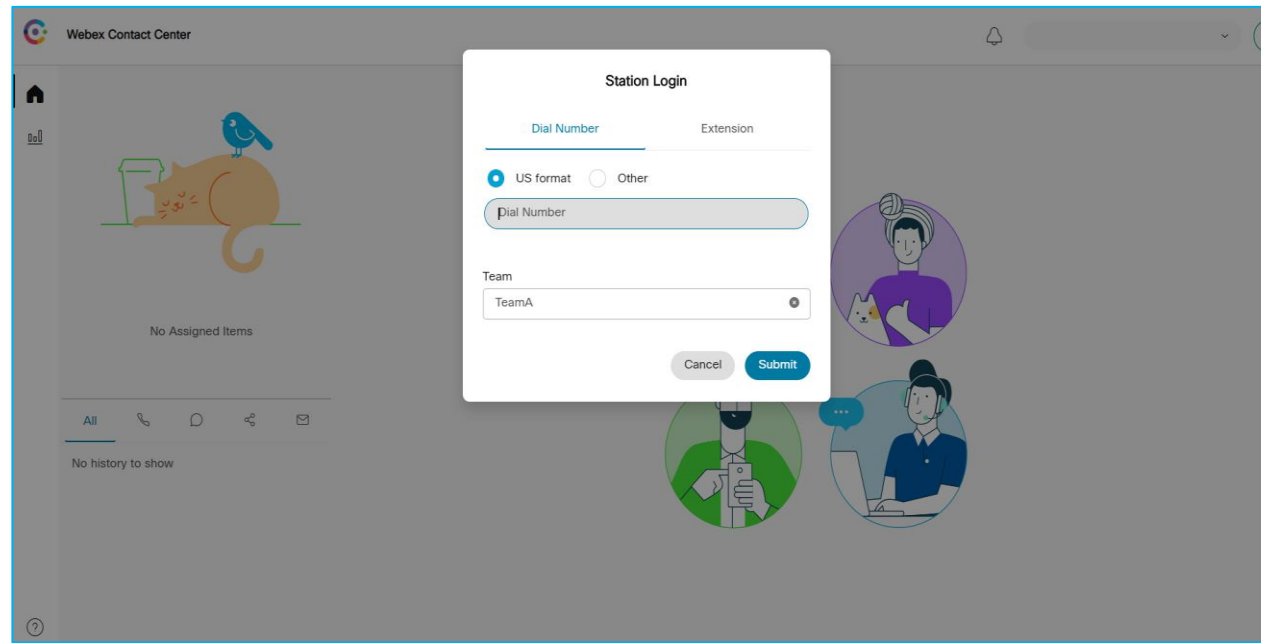 Webex Contact Center
Station Login
Dial Number Extension
US format Other
Dial Number
Team
TeamA
Cancel Submit
No Assigned Items
All
No history to show